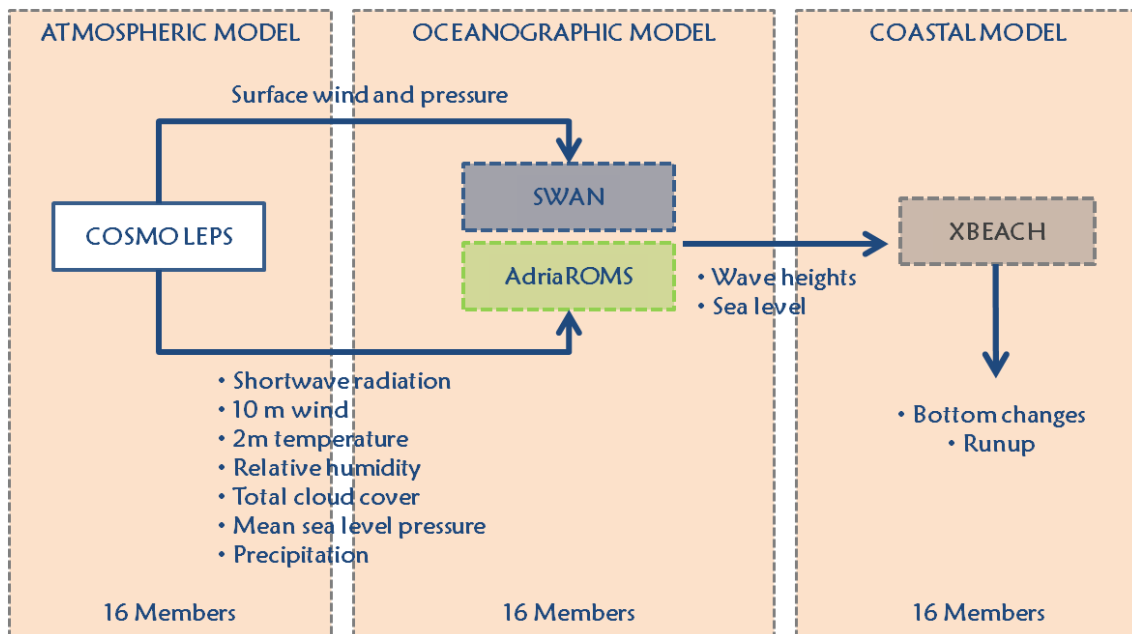 ATMOSPHERIC MODEL
OCEANOGRAPHIC MODEL
COASTAL MODEL
Surface wind and pressure
SWAN
COSMO LEPS
AdriaROMS
XBEACH
• Wave heights
• Sea level
• Shortwave radiation
• 10 m wind
• 2m temperature
• Relative humidity
• Total cloud cover
• Mean sea level pressure
• Precipitation
• Bottom changes
• Runup
16 Members
16 Members
16 Members